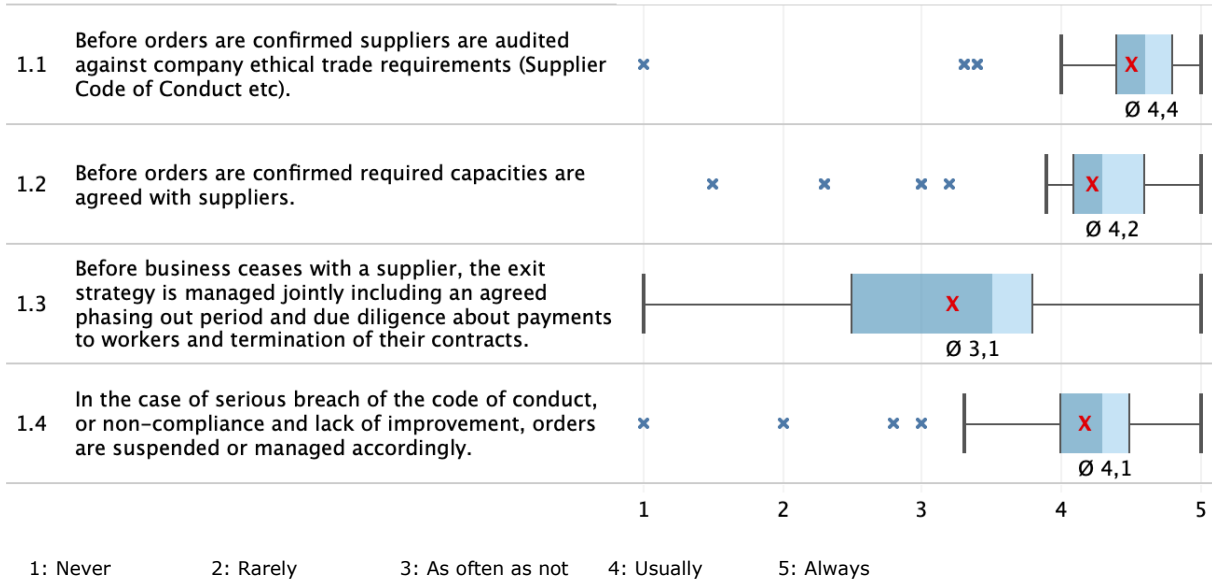 1.1
Before orders are confirmed suppliers are audited
against company ethical trade requirements (Supplier
Code of Conduct etc).
X
Ø 4,4
1.2
Before orders are confirmed required capacities are
agreed with suppliers.
X
Ø 4,2
1.3
Before business ceases with a supplier, the exit
strategy is managed jointly including an agreed
phasing out period and due diligence about payments
to workers and termination of their contracts.
X
Ø 3,1
1.4
In the case of serious breach of the code of conduct,
or non-compliance and lack of improvement, orders
are suspended or managed accordingly.
X
Ø 4,1
1 2 3 4 5
1: Never 2: Rarely 3: As often as not 4: Usually 5: Always